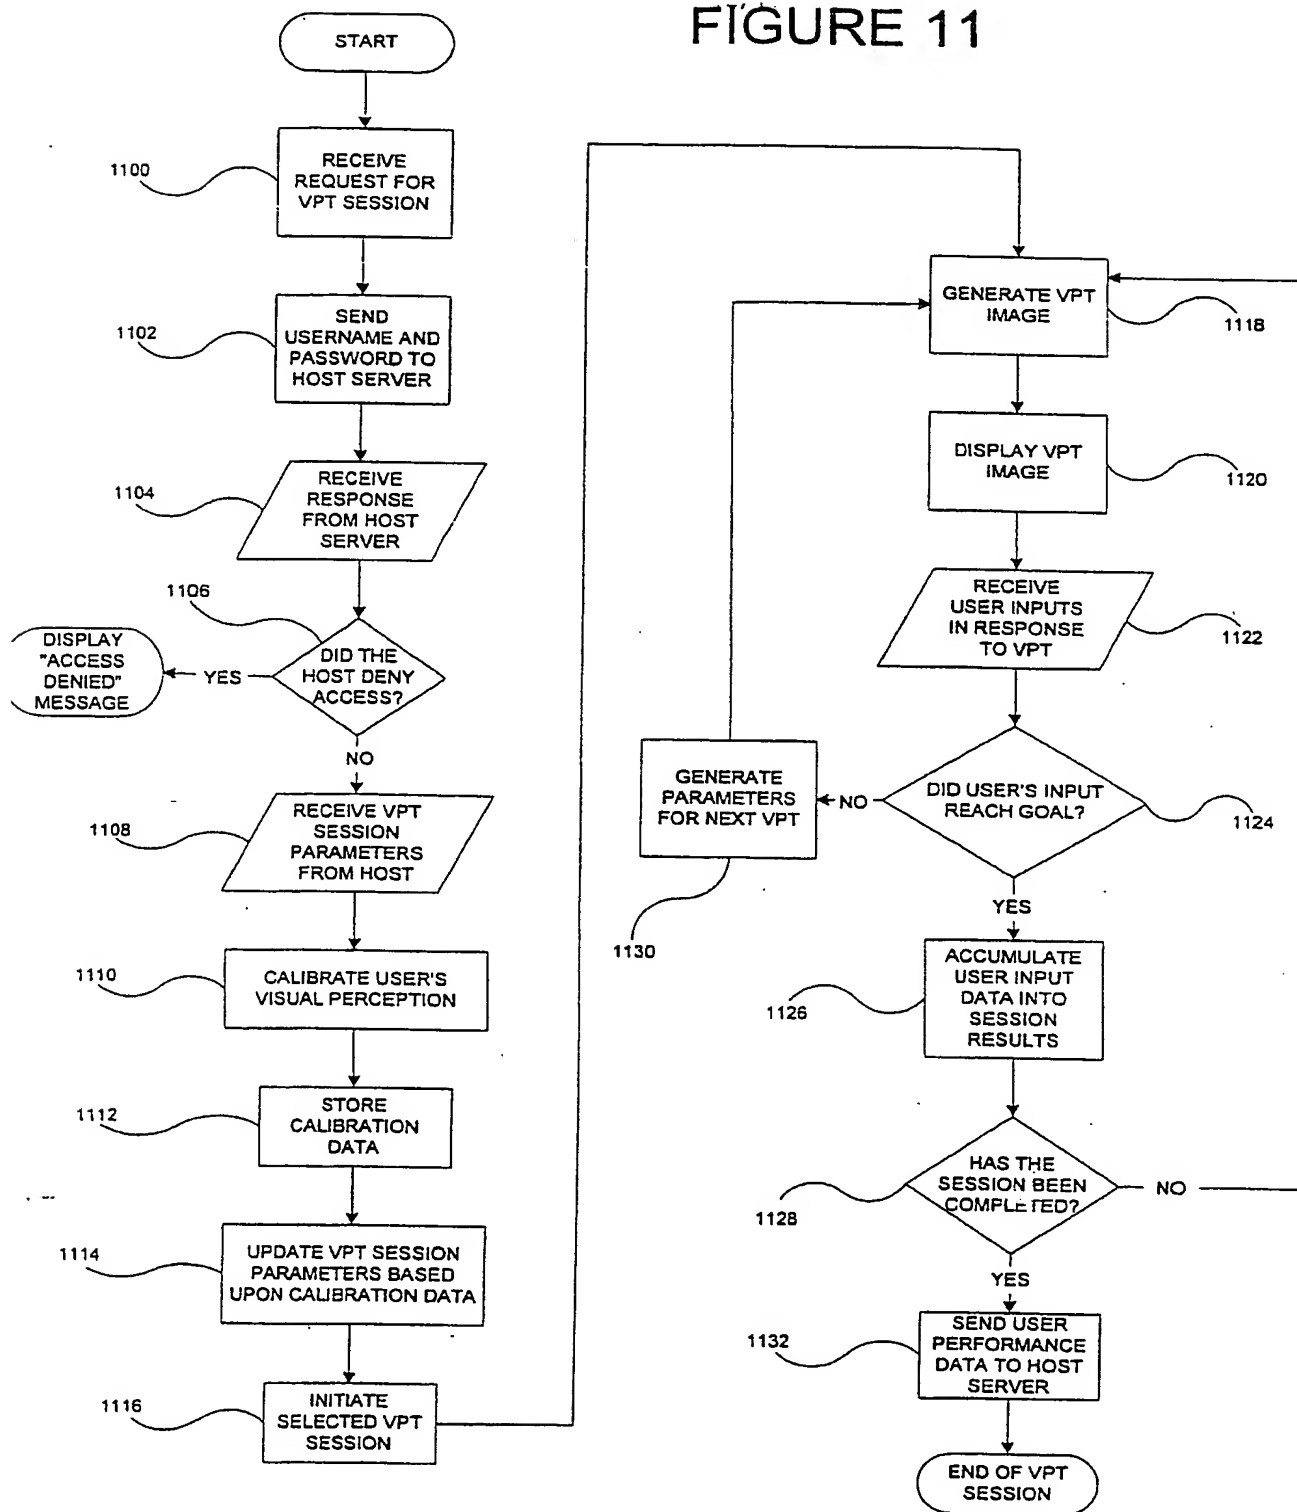 FIGURE 11
START
1100
RECEIVE
REQUEST FOR
VPT SESSION
1102
SEND
USERNAME AND
PASSWORD TO
HOST SERVER
1104
RECEIVE
RESPONSE
FROM HOST
SERVER
1106
DID THE
HOST DENY
ACCESS?
YES
DISPLAY
"ACCESS
DENIED"
MESSAGE
NO
1108
RECEIVE VPT
SESSION
PARAMETERS
FROM HOST
1110
CALIBRATE USER'S
VISUAL PERCEPTION
1112
STORE
CALIBRATION
DATA
1114
UPDATE VPT SESSION
PARAMETERS BASED
UPON CALIBRATION DATA
1116
INITIATE
SELECTED VPT
SESSION
GENERATE VPT
IMAGE
1118
DISPLAY VPT
IMAGE
1120
RECEIVE
USER INPUTS
IN RESPONSE
TO VPT
1122
DID USER'S INPUT
REACH GOAL?
1124
NO
GENERATE
PARAMETERS
FOR NEXT VPT
1130
YES
ACCUMULATE
USER INPUT
DATA INTO
SESSION
RESULTS
1126
HAS THE
SESSION BEEN
COMPLETED?
1128
NO
YES
SEND USER
PERFORMANCE
DATA TO HOST
SERVER
1132
END OF VPT
SESSION